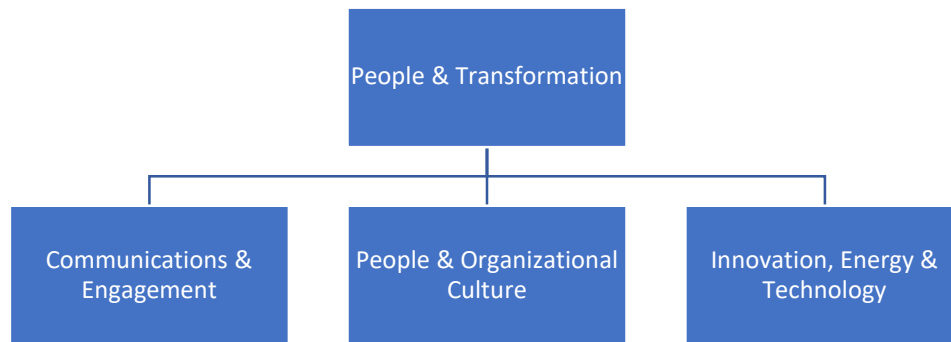 People & Transformation
Communications &
Engagement
People & Organizational
Culture
Innovation, Energy &
Technology